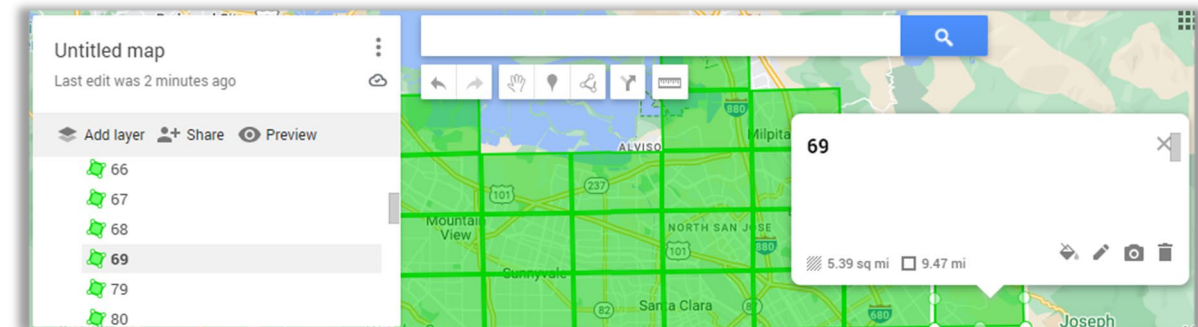 Untitled map
Last edit was 2 minutes ago
Add layer Share Preview
66
67
68
69
79
80
880
Milpita
ALVISO
237
101
Mountain
View
NORTH SAN JOSE
101
880
Sunnyvale
82
Santa Clara
87
680
Joseph
69
5.39 sq mi 9.47 mi